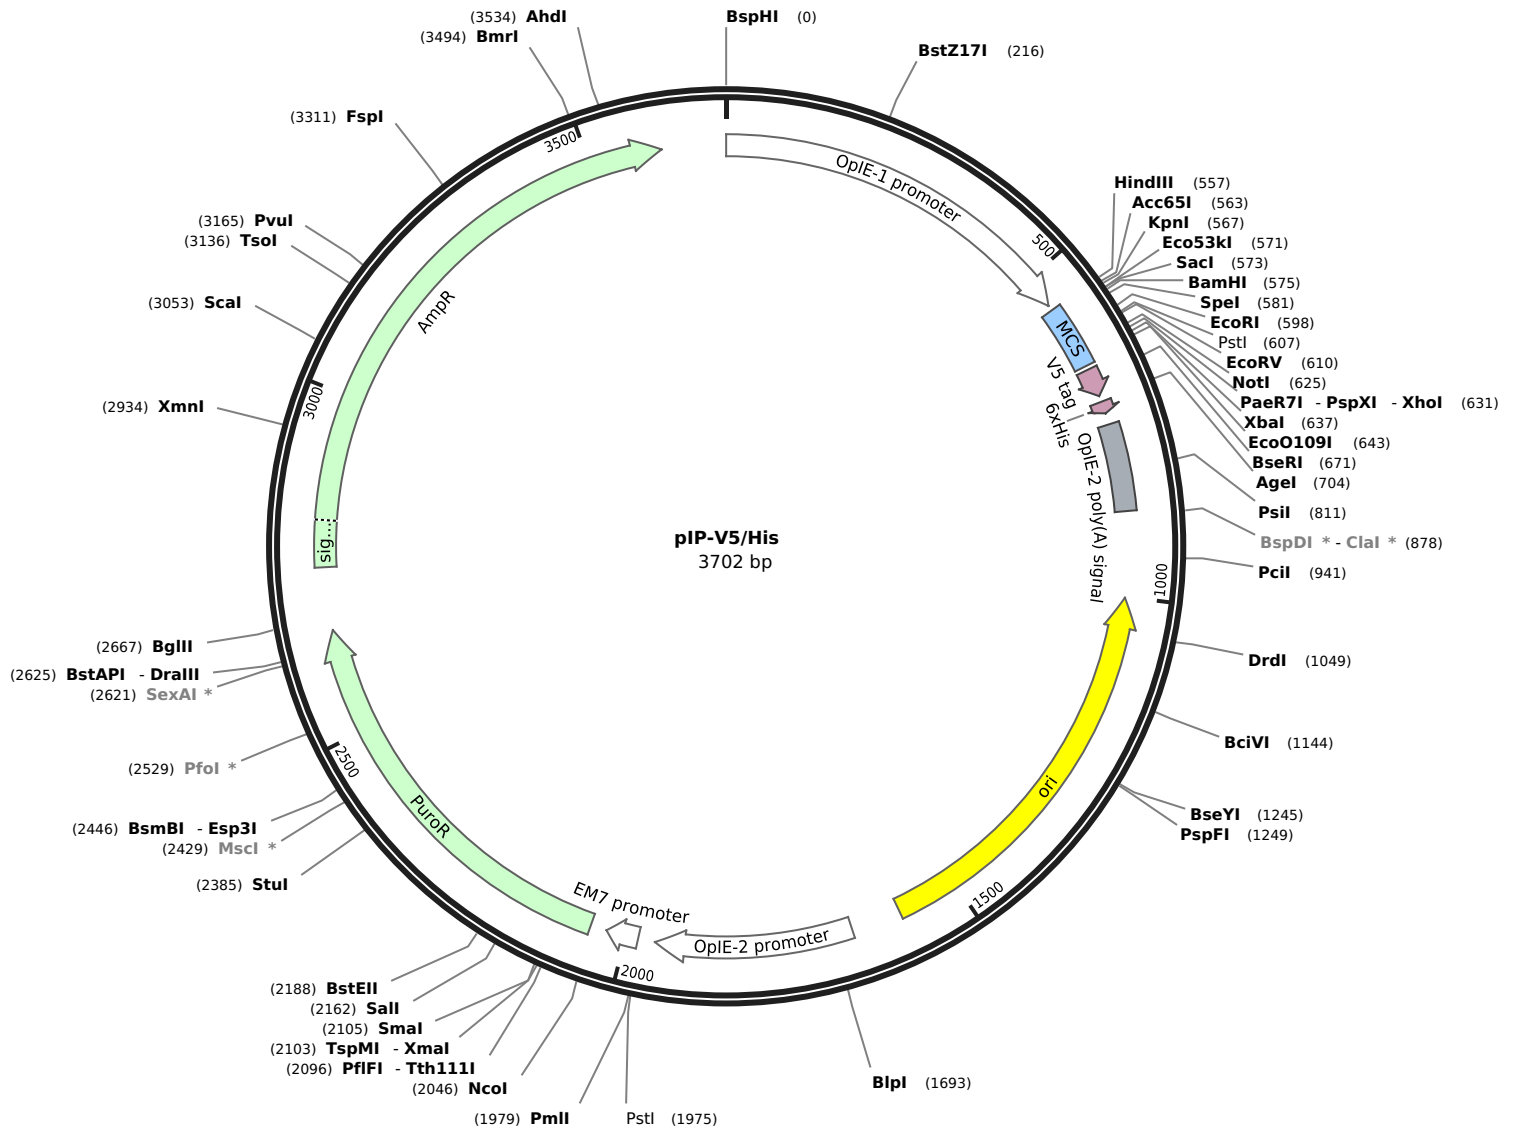 (3534) AhdI
BspHI (0)
(3494) BmrI
BstZ17I (216)
(3311) FspI
3500
OpIE-1 promoter
HindIII (557)
Acc65I (563)
(3165) PvuI
KpnI (567)
(3136) TsoI
500
Eco53kI (571)
SacI (573)
BamHI (575)
(3053) ScaI
SpeI (581)
AmpR
EcoRI (598)
MCS
PstI (607)
EcoRV (610)
V5 tag
NotI (625)
3000
(2934) XmnI
PaeR7I - PspXI - XhoI (631)
6xHis
XbaI (637)
EcoO109I (643)
BseRI (671)
AgeI (704)
OpIE-2 poly(A) signal
PsiI (811)
pIP-V5/His
3702 bp
sig...
BspDI * - ClaI * (878)
PciI (941)
1000
(2667) BglII
DrdI (1049)
(2625) BstAPI - DraIII
(2621) SexAI *
BciVI (1144)
2500
(2529) PfoI *
ori
PuroR
BseYI (1245)
(2446) BsmBI - Esp3I
PspFI (1249)
(2429) MscI *
(2385) StuI
1500
EM7 promoter
OpIE-2 promoter
2000
(2188) BstEII
(2162) SalI
(2105) SmaI
(2103) TspMI - XmaI
(2096) PflFI - Tth111I
(2046) NcoI
BlpI (1693)
(1979) PmlI
PstI (1975)